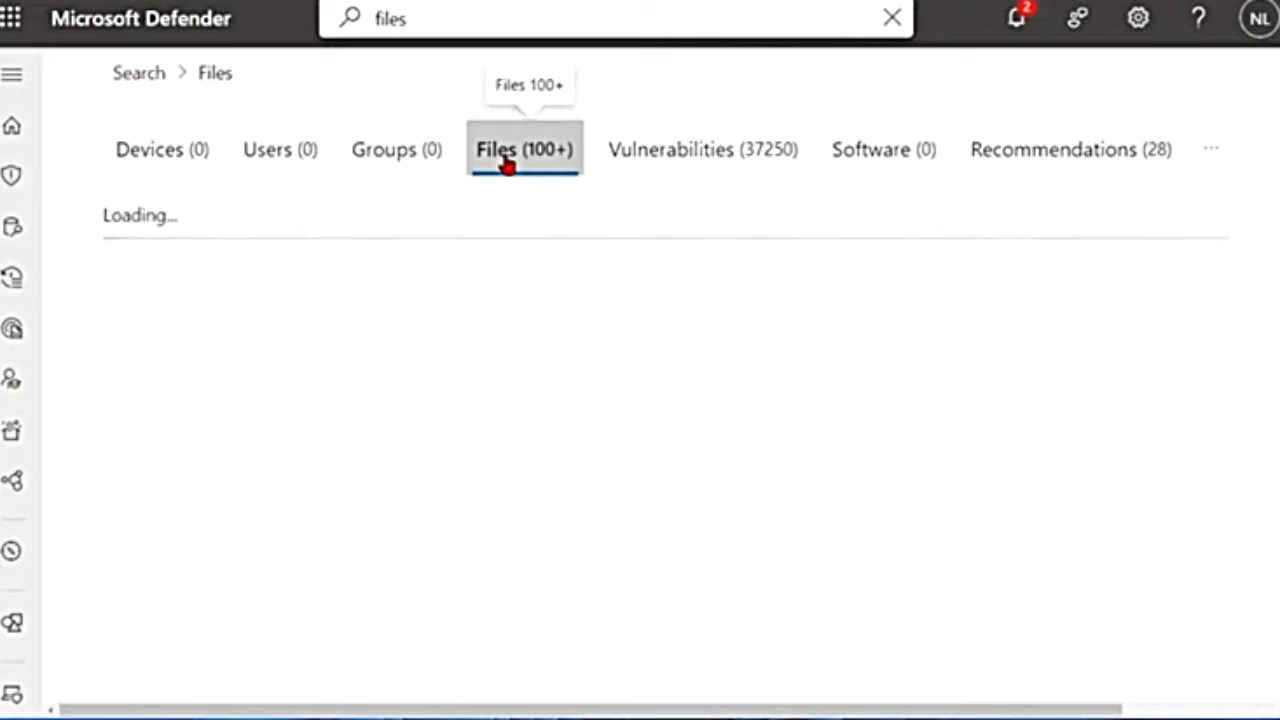 Microsoft Defender
files
2
NL
Search > Files
Files 100+
Devices (0)
Users (0)
Groups (0)
Files (100+)
Vulnerabilities (37250)
Software (0)
Recommendations (28)
...
Loading...